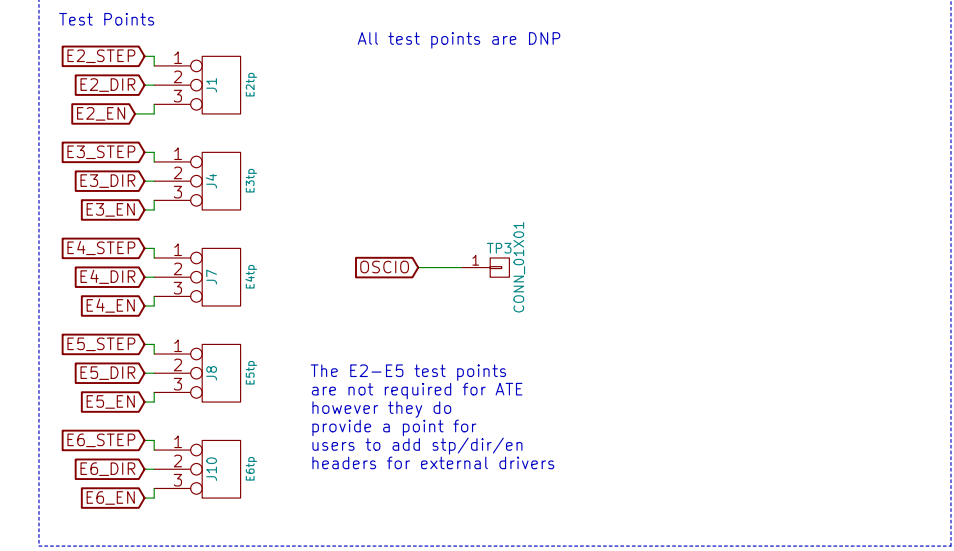 Test Points
All test points are DNP
E2_STEP 1
E2_DIR 2
E2_EN 3
J1
E2tp
E3_STEP 1
E3_DIR 2
E3_EN 3
J4
E3tp
E4_STEP 1
E4_DIR 2
E4_EN 3
J7
E4tp
OSCIO 1
TP3
CONN_01X01
E5_STEP 1
E5_DIR 2
E5_EN 3
J8
E5tp
The E2-E5 test points
are not required for ATE
however they do
provide a point for
users to add stp/dir/en
headers for external drivers
E6_STEP 1
E6_DIR 2
E6_EN 3
J10
E6tp